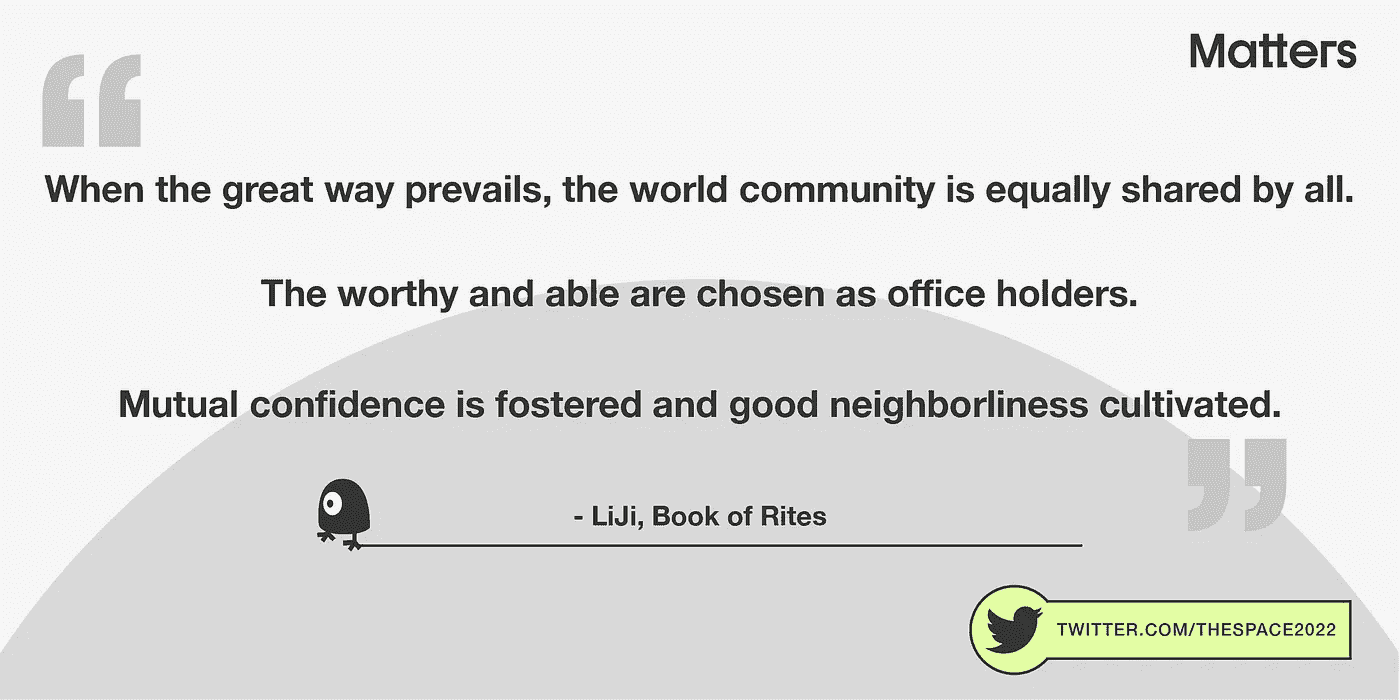 Matters
“
When the great way prevails, the world community is equally shared by all.
The worthy and able are chosen as office holders.
Mutual confidence is fostered and good neighborliness cultivated.
”
- LiJi, Book of Rites
TWITTER.COM/THESPACE2022